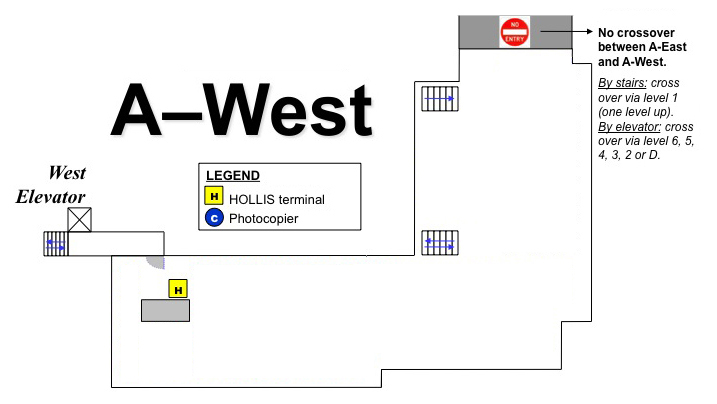 NO
ENTRY
No crossover
between A-East
and A-West.
By stairs: cross
over via level 1
(one level up).
By elevator: cross
over via level 6, 5,
4, 3, 2 or D.
A–West
West
Elevator
LEGEND
H HOLLIS terminal
C Photocopier
H